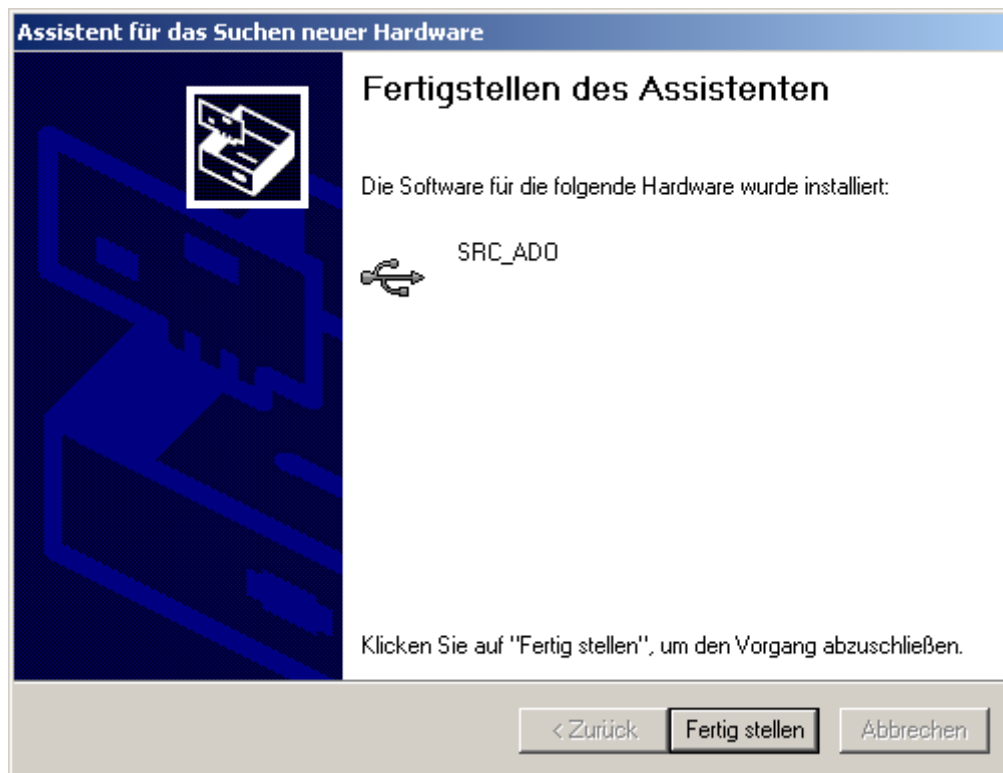 Assistent für das Suchen neuer Hardware
Fertigstellen des Assistenten
Die Software für die folgende Hardware wurde installiert:
SRC_ADO
Klicken Sie auf "Fertig stellen", um den Vorgang abzuschließen.
< Zurück Fertig stellen Abbrechen